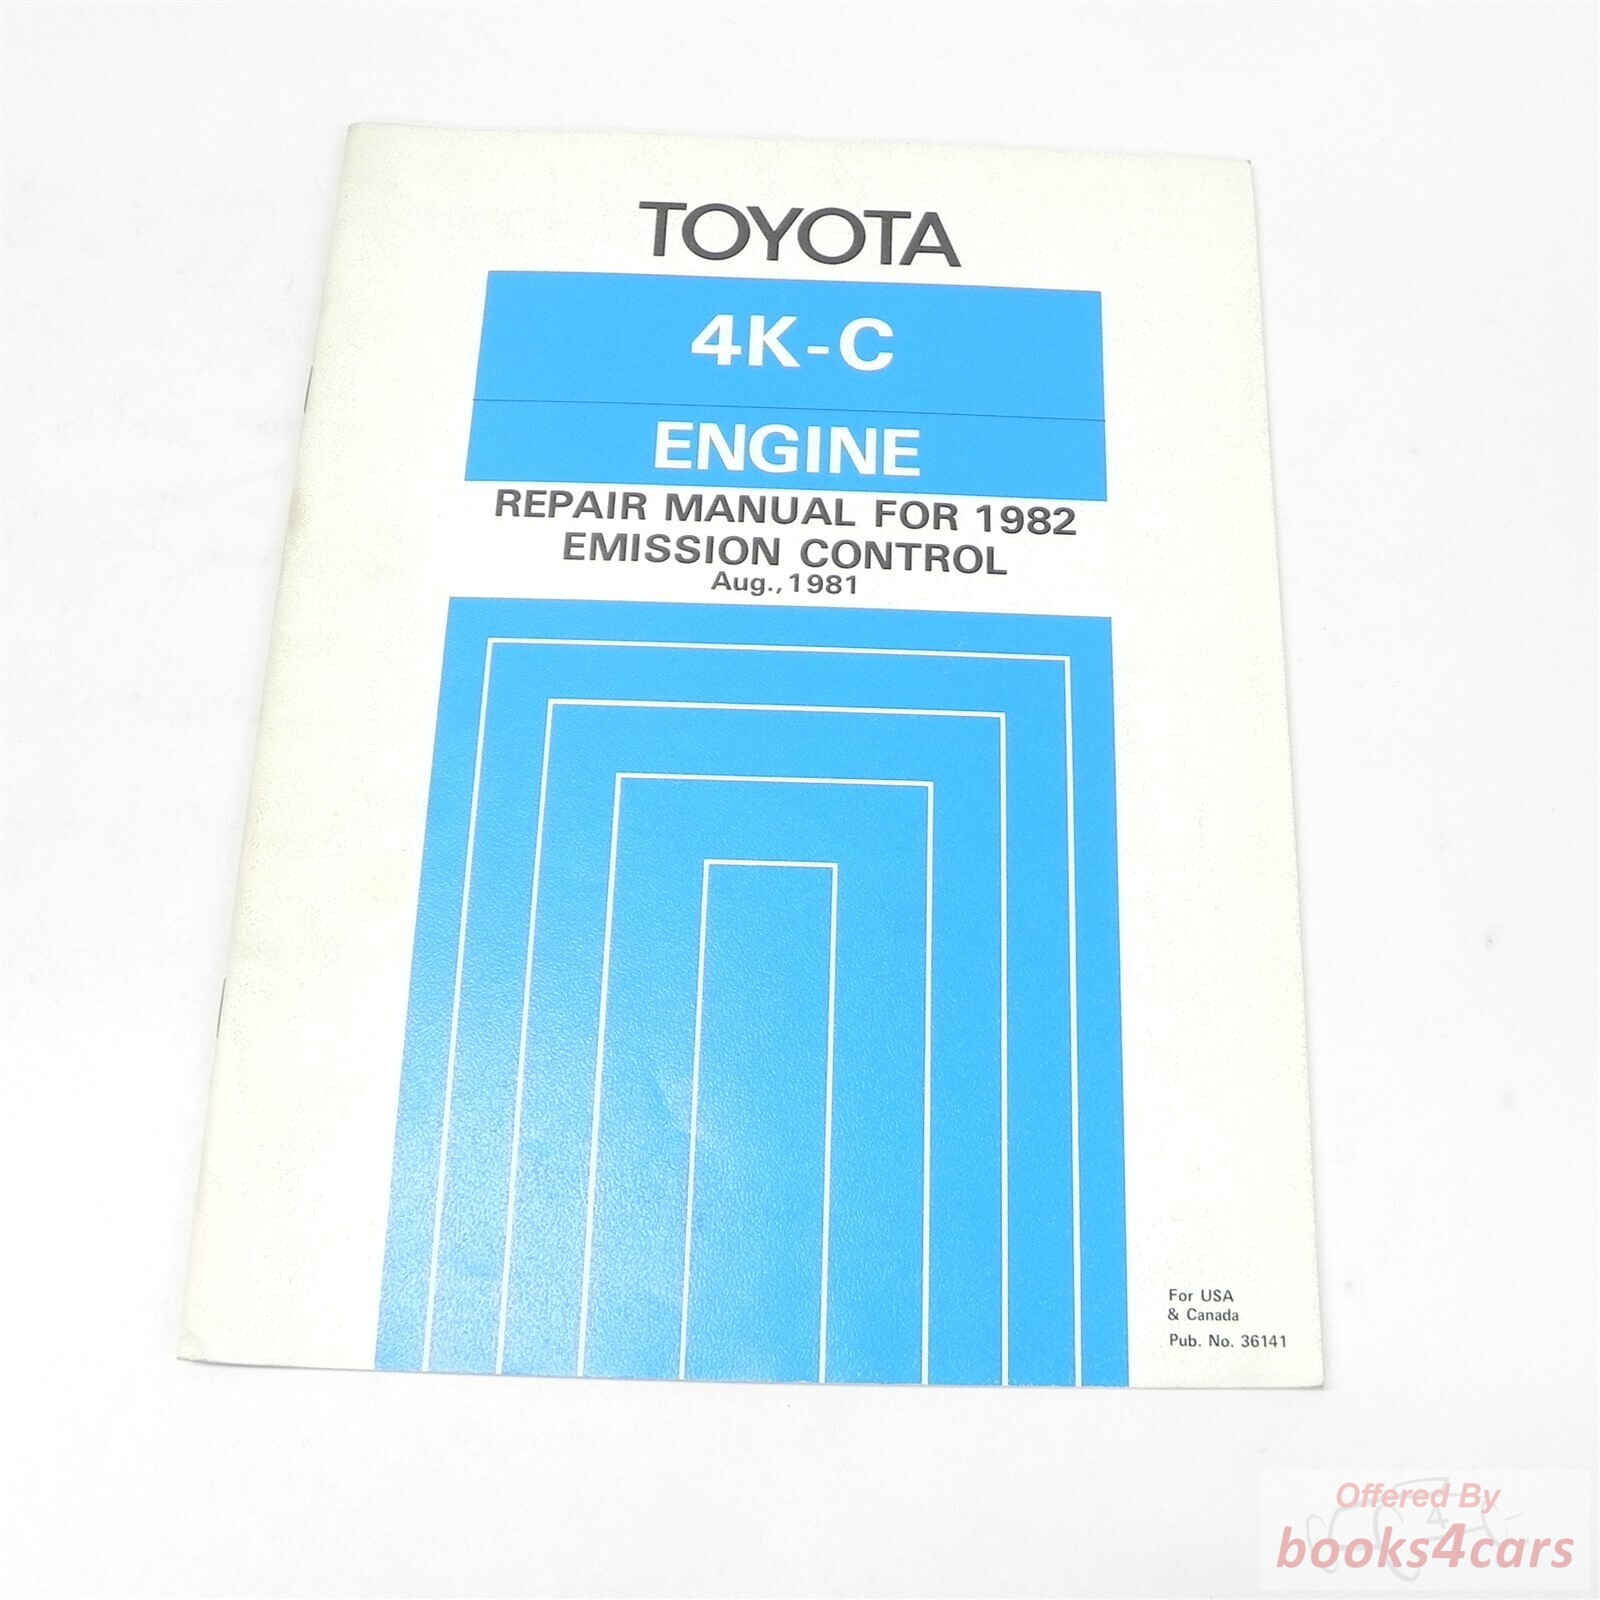 TOYOTA
4K-C
ENGINE
REPAIR MANUAL FOR 1982
EMISSION CONTROL
Aug., 1981
For USA
& Canada
Pub. No. 36141
Offered By
books4cars